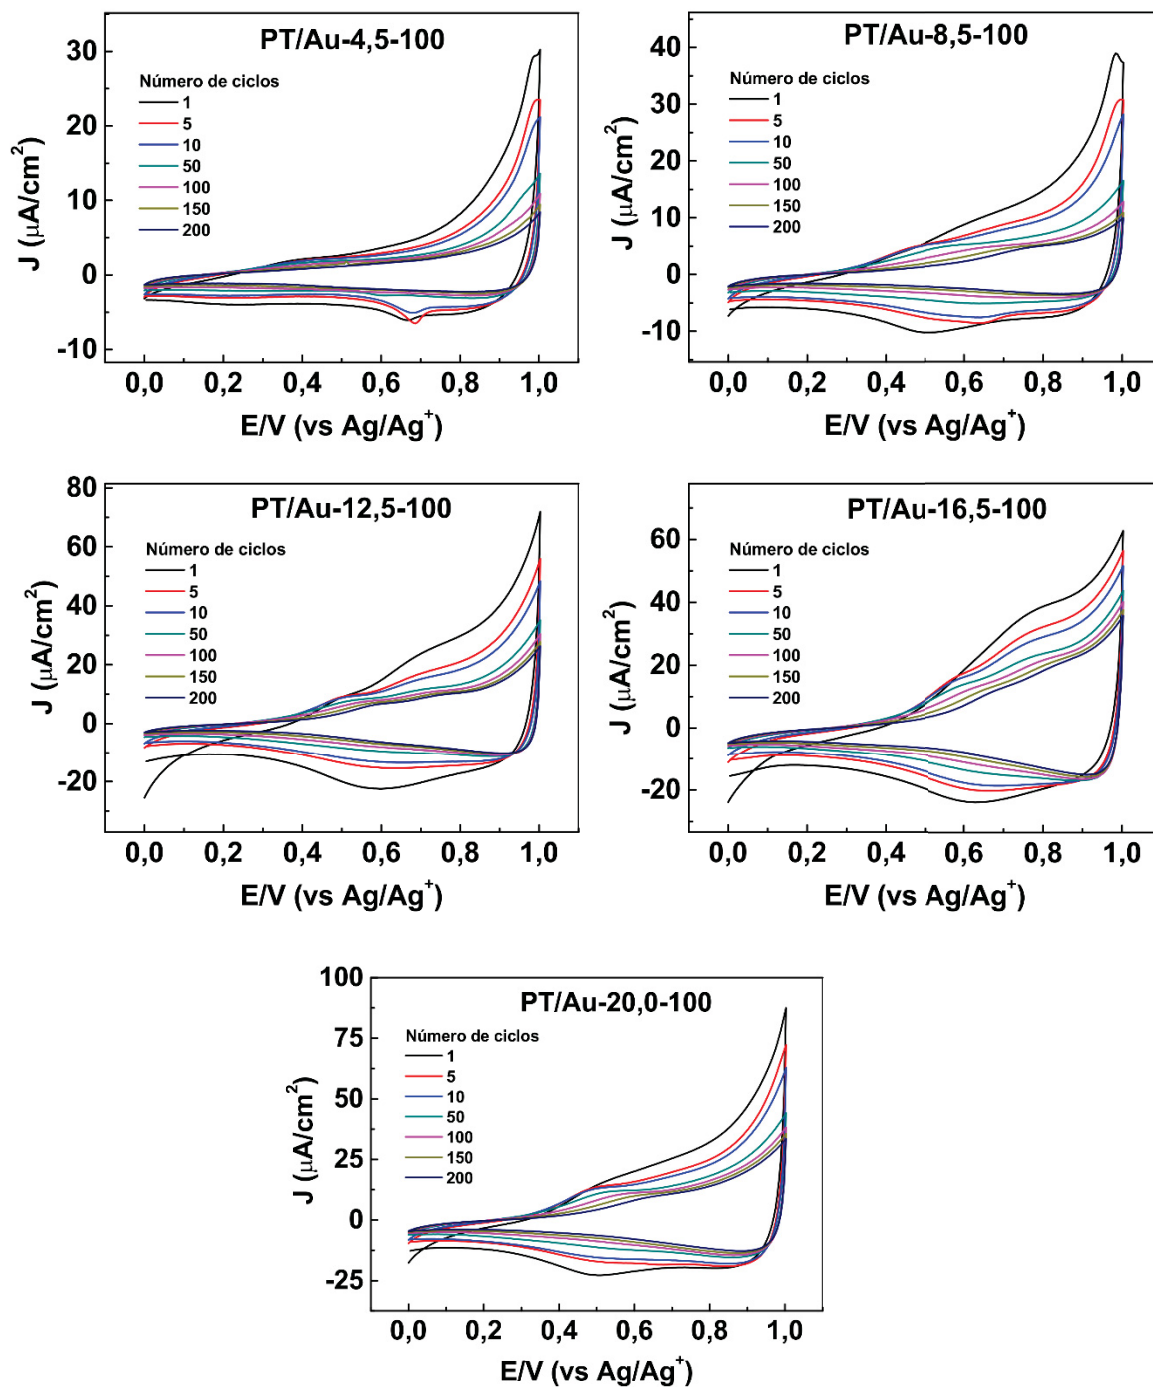 PT/Au-4,5-100
Número de ciclos
1
5
10
50
100
150
200
30
20
10
0
-10
J (µA/cm²)
0,0 0,2 0,4 0,6 0,8 1,0
E/V (vs Ag/Ag⁺)
PT/Au-8,5-100
Número de ciclos
1
5
10
50
100
150
200
40
30
20
10
0
-10
J (µA/cm²)
0,0 0,2 0,4 0,6 0,8 1,0
E/V (vs Ag/Ag⁺)
PT/Au-12,5-100
Número de ciclos
1
5
10
50
100
150
200
80
60
40
20
0
-20
J (µA/cm²)
0,0 0,2 0,4 0,6 0,8 1,0
E/V (vs Ag/Ag⁺)
PT/Au-16,5-100
Número de ciclos
1
5
10
50
100
150
200
60
40
20
0
-20
J (µA/cm²)
0,0 0,2 0,4 0,6 0,8 1,0
E/V (vs Ag/Ag⁺)
PT/Au-20,0-100
Número de ciclos
1
5
10
50
100
150
200
100
75
50
25
0
-25
J (µA/cm²)
0,0 0,2 0,4 0,6 0,8 1,0
E/V (vs Ag/Ag⁺)